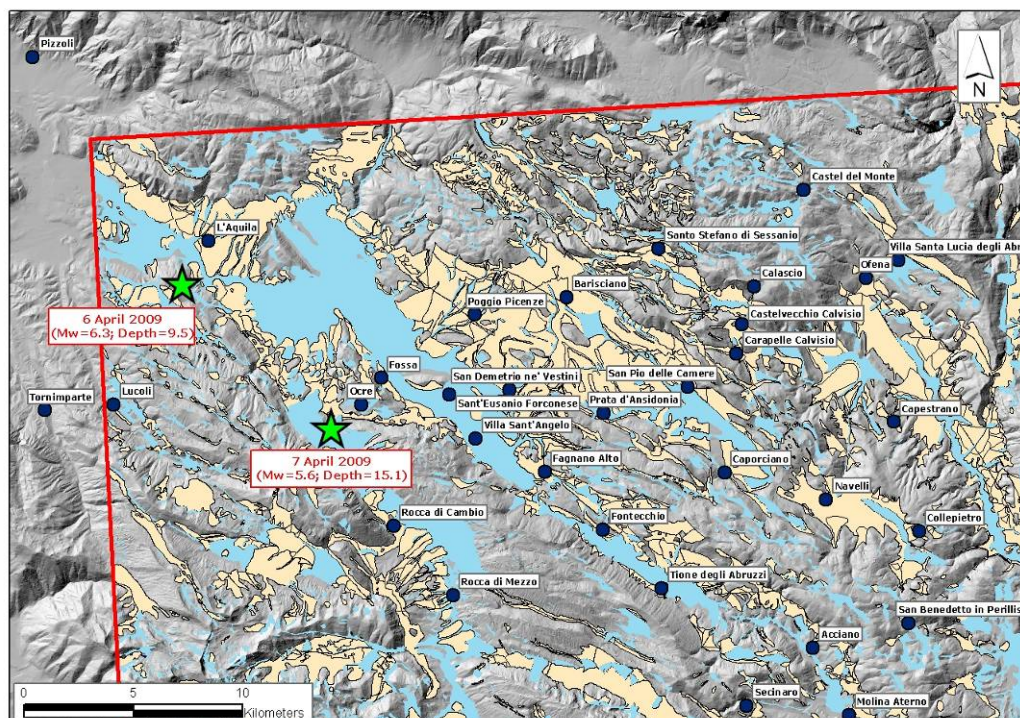 Pizzoli
N
Castel del Monte
L'Aquila
Santo Stefano di Sessanio
Villa Santa Lucia degli Abr
Ofena
Calascio
Barisciano
Poggio Picenze
6 April 2009
(Mw=6.3; Depth=9.5)
Castelvecchio Calvisio
Carapelle Calvisio
Fossa
San Demetrio ne' Vestini
San Pio delle Camere
Tornimparte
Lucoli
Ocre
Sant'Eusanio Forconese
Prata d'Ansidonia
Capestrano
Villa Sant'Angelo
7 April 2009
(Mw=5.6; Depth=15.1)
Fagnano Alto
Caporciano
Navelli
Rocca di Cambio
Fontecchio
Collepietro
Rocca di Mezzo
Tione degli Abruzzi
San Benedetto in Perillis
Acciano
Secinaro
Molina Aterno
0 5 10
Kilometers